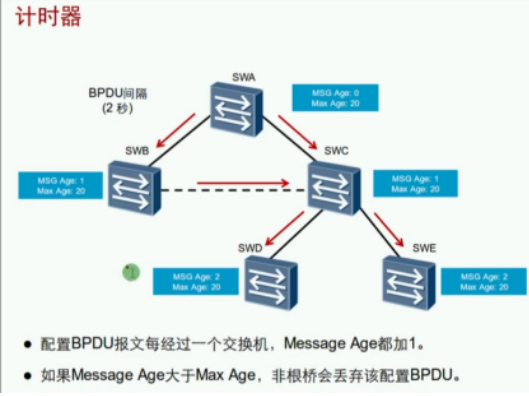 计时器
BPDU间隔
(2 秒)
SWA
MSG Age: 0
Max Age: 20
SWB
SWC
MSG Age: 1
Max Age: 20
MSG Age: 1
Max Age: 20
SWD
SWE
MSG Age: 2
Max Age: 20
MSG Age: 2
Max Age: 20
● 配置BPDU报文每经过一个交换机，Message Age都加1。
● 如果Message Age大于Max Age，非根桥会丢弃该配置BPDU。